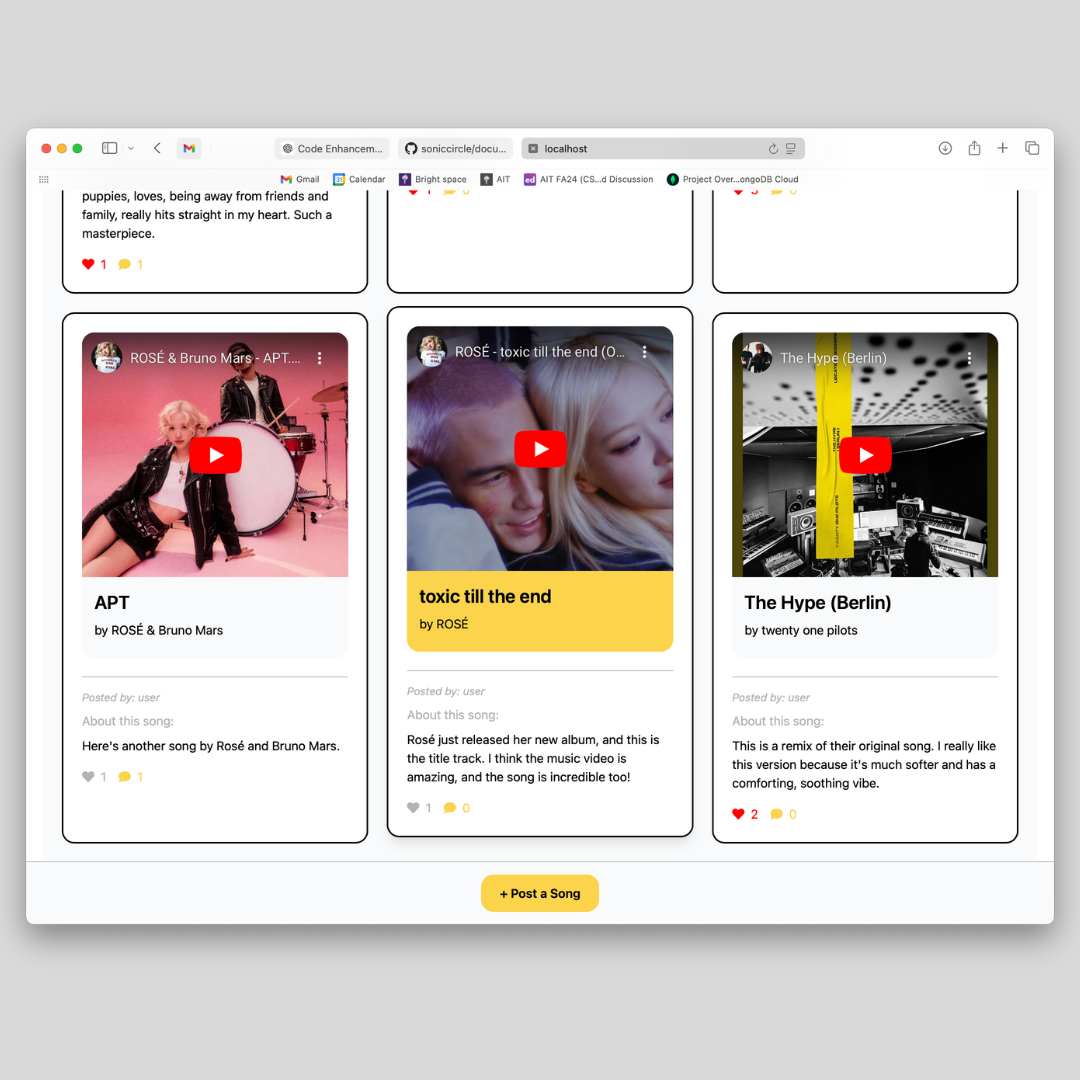 Code Enhancem...
soniccircle/docu...
localhost
Gmail
Calendar
Bright space
AIT
AIT FA24 (CS...d Discussion
Project Over...ongoDB Cloud
puppies, loves, being away from friends and
family, really hits straight in my heart. Such a
masterpiece.
1 1
1 0
3 0
ROSÉ & Bruno Mars - APT....
APT
by ROSÉ & Bruno Mars
Posted by: user
About this song:
Here's another song by Rosé and Bruno Mars.
1 1
ROSÉ - toxic till the end (O...
toxic till the end
by ROSÉ
Posted by: user
About this song:
Rosé just released her new album, and this is
the title track. I think the music video is
amazing, and the song is incredible too!
1 0
The Hype (Berlin)
TWENTY ONE PILOTS
The Hype (Berlin)
by twenty one pilots
Posted by: user
About this song:
This is a remix of their original song. I really like
this version because it's much softer and has a
comforting, soothing vibe.
2 0
+ Post a Song